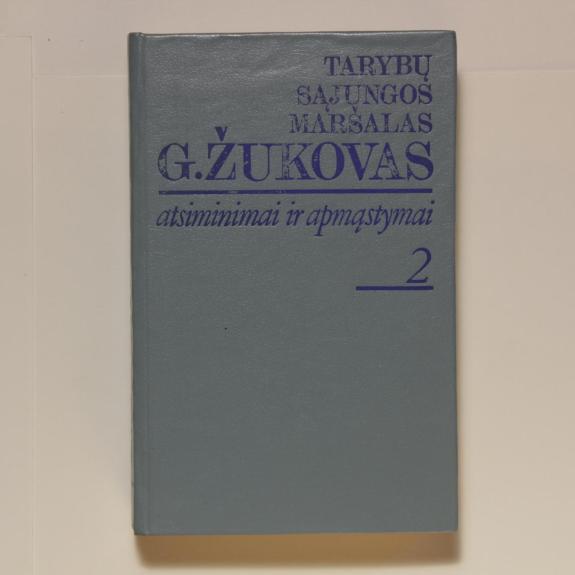 TARYBŲ
SĄJUNGOS
MARŠALAS
G.ŽUKOVAS
atsiminimai ir apmąstymai
2